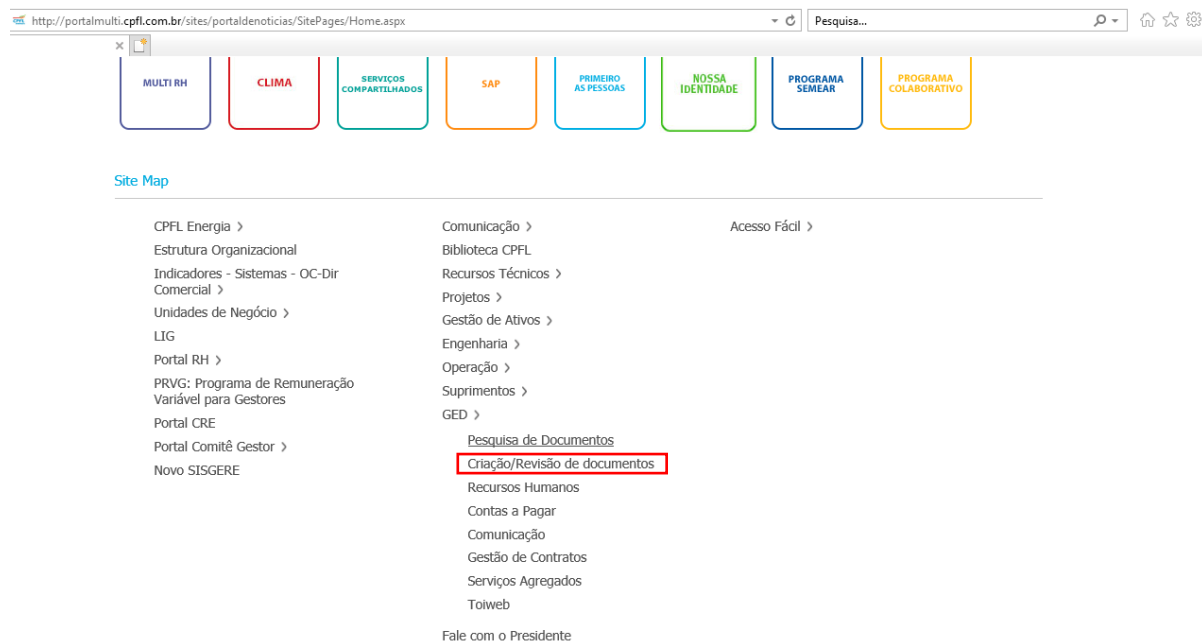 http://portalmulti.cpfl.com.br/sites/portaldenoticias/SitePages/Home.aspx
Pesquisa...
MULTI RH
CLIMA
SERVIÇOS
COMPARTILHADOS
SAP
PRIMEIRO
AS PESSOAS
NOSSA
IDENTIDADE
PROGRAMA
SEMEAR
PROGRAMA
COLABORATIVO
Site Map
CPFL Energia >
Estrutura Organizacional
Indicadores - Sistemas - OC-Dir
Comercial >
Unidades de Negócio >
LIG
Portal RH >
PRVG: Programa de Remuneração
Variável para Gestores
Portal CRE
Portal Comitê Gestor >
Novo SISGERE
Comunicação >
Biblioteca CPFL
Recursos Técnicos >
Projetos >
Gestão de Ativos >
Engenharia >
Operação >
Suprimentos >
GED >
Pesquisa de Documentos
Criação/Revisão de documentos
Recursos Humanos
Contas a Pagar
Comunicação
Gestão de Contratos
Serviços Agregados
Toiweb
Fale com o Presidente
Acesso Fácil >